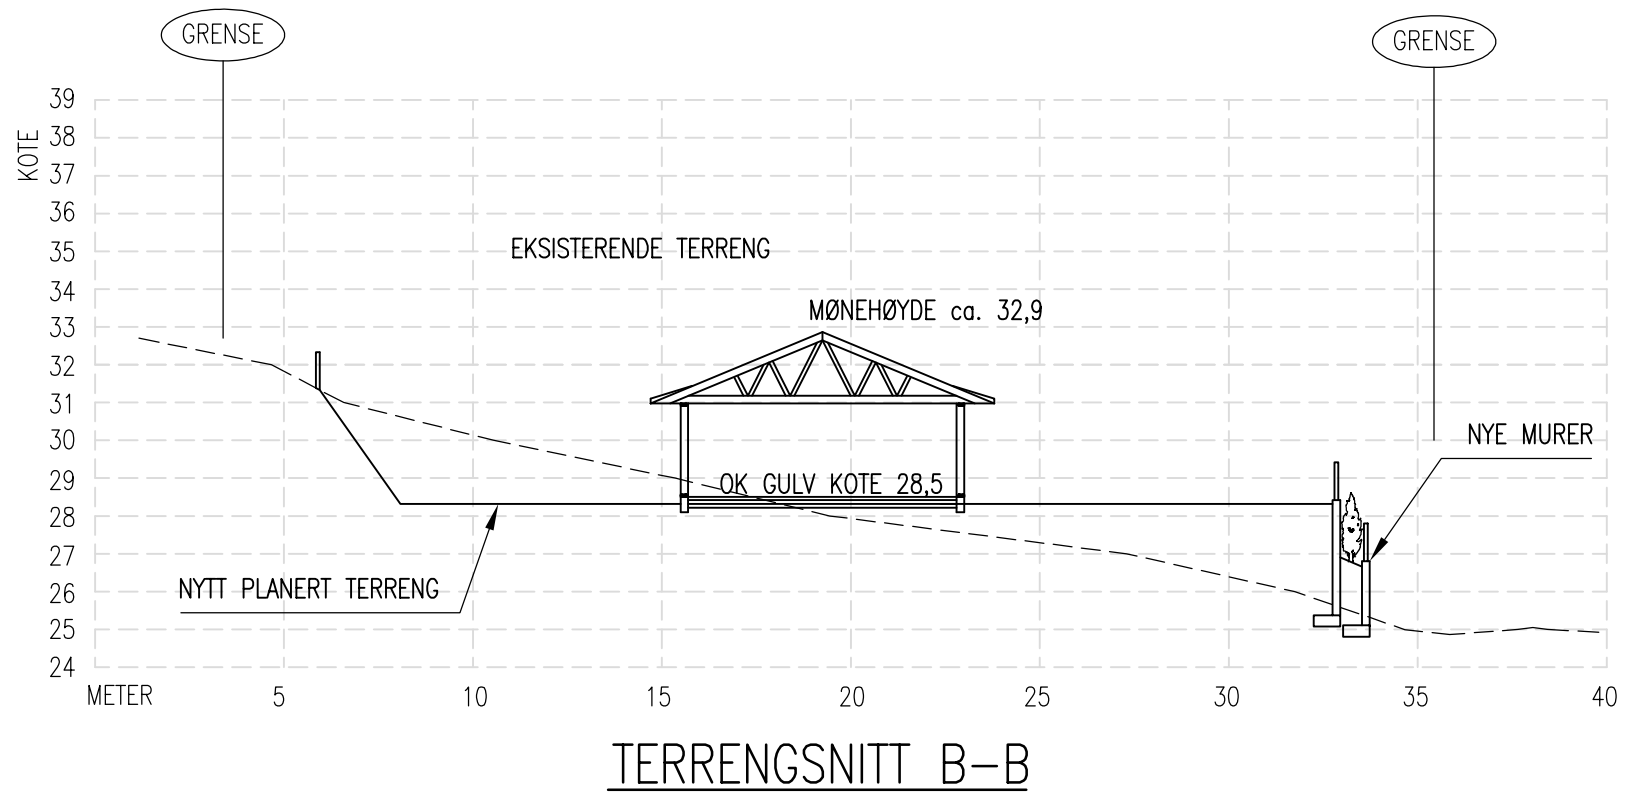 GRENSE
GRENSE
KOTE
39
38
37
36
35
34
33
32
31
30
29
28
27
26
25
24
EKSISTERENDE TERRENG
MØNEHØYDE ca. 32,9
NYE MURER
OK GULV KOTE 28,5
NYTT PLANERT TERRENG
METER 5 10 15 20 25 30 35 40
TERRENGSNITT B-B